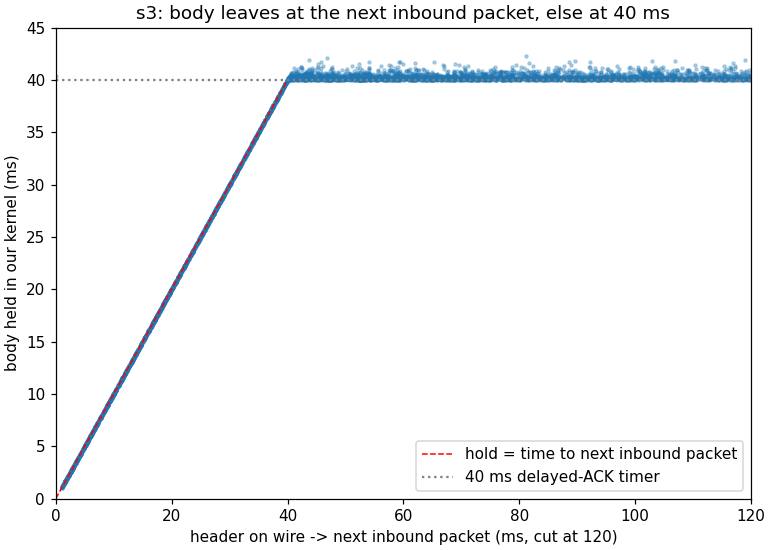 s3: body leaves at the next inbound packet, else at 40 ms
45
40
35
30
25
20
15
10
5
0
body held in our kernel (ms)
hold = time to next inbound packet
40 ms delayed-ACK timer
0 20 40 60 80 100 120
header on wire -> next inbound packet (ms, cut at 120)